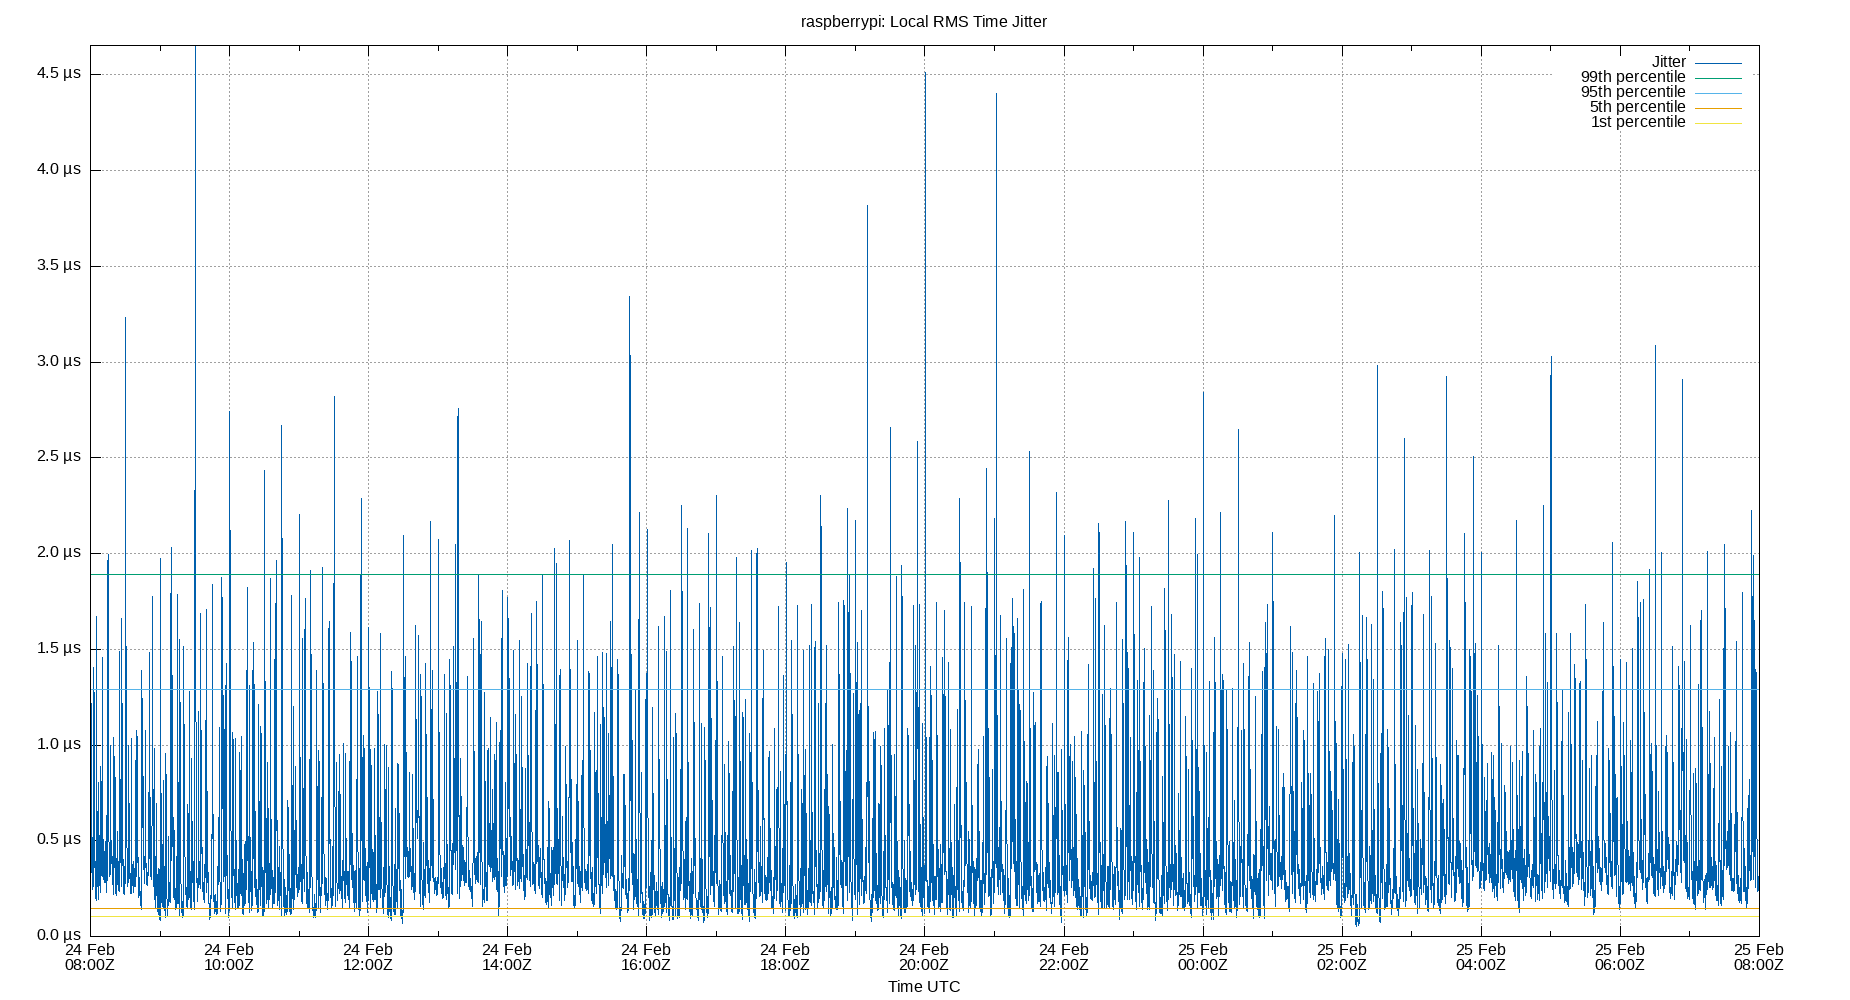 raspberrypi: Local RMS Time Jitter
4.5 µs
4.0 µs
3.5 µs
3.0 µs
2.5 µs
2.0 µs
1.5 µs
1.0 µs
0.5 µs
0.0 µs
Jitter
99th percentile
95th percentile
5th percentile
1st percentile
24 Feb 24 Feb 24 Feb 24 Feb 24 Feb 24 Feb 24 Feb 24 Feb 25 Feb 25 Feb 25 Feb 25 Feb 25 Feb
08:00Z 10:00Z 12:00Z 14:00Z 16:00Z 18:00Z 20:00Z 22:00Z 00:00Z 02:00Z 04:00Z 06:00Z 08:00Z
Time UTC